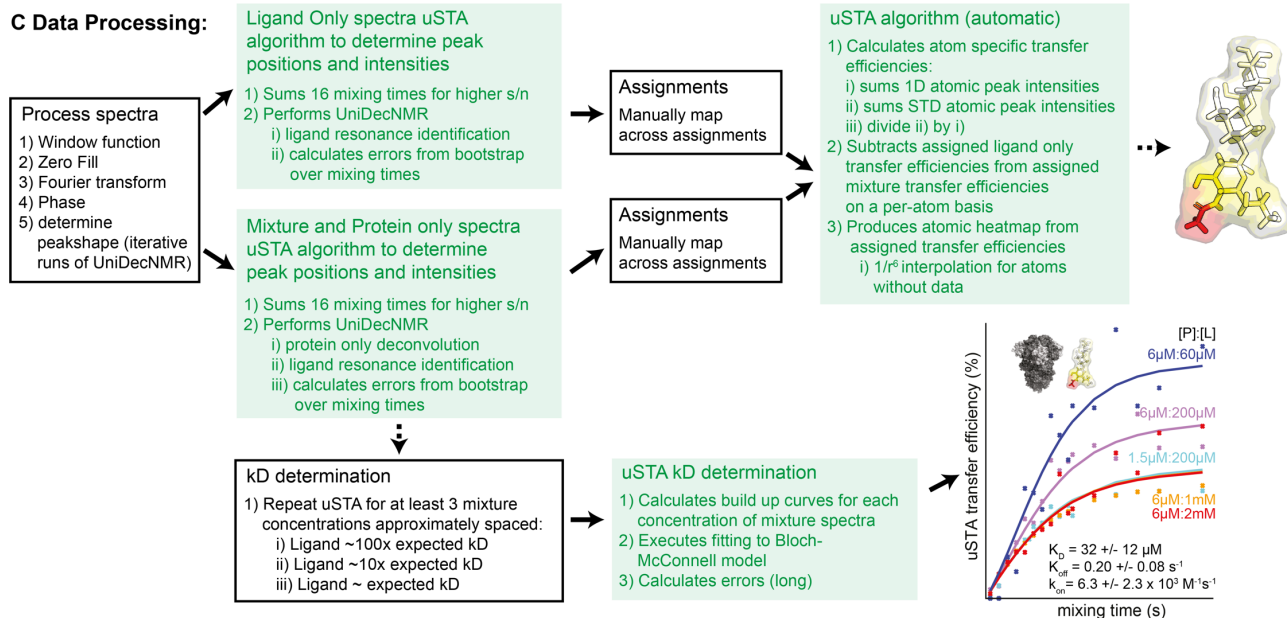 C Data Processing:
Process spectra
1) Window function
2) Zero Fill
3) Fourier transform
4) Phase
5) determine
peakshape (iterative
runs of UniDecNMR)
Ligand Only spectra uSTA
algorithm to determine peak
positions and intensities
1) Sums 16 mixing times for higher s/n
2) Performs UniDecNMR
i) ligand resonance identification
ii) calculates errors from bootstrap
over mixing times
Mixture and Protein only spectra
uSTA algorithm to determine
peak positions and intensities
1) Sums 16 mixing times for higher s/n
2) Performs UniDecNMR
i) protein only deconvolution
ii) ligand resonance identification
iii) calculates errors from bootstrap
over mixing times
Assignments
Manually map
across assignments
Assignments
Manually map
across assignments
uSTA algorithm (automatic)
1) Calculates atom specific transfer
efficiencies:
i) sums 1D atomic peak intensities
ii) sums STD atomic peak intensities
iii) divide ii) by i)
2) Subtracts assigned ligand only
transfer efficiencies from assigned
mixture transfer efficiencies
on a per-atom basis
3) Produces atomic heatmap from
assigned transfer efficiencies
i) 1/r⁶ interpolation for atoms
without data
kD determination
1) Repeat uSTA for at least 3 mixture
concentrations approximately spaced:
i) Ligand ~100x expected kD
ii) Ligand ~10x expected kD
iii) Ligand ~ expected kD
uSTA kD determination
1) Calculates build up curves for each
concentration of mixture spectra
2) Executes fitting to Bloch-
McConnell model
3) Calculates errors (long)
uSTA transfer efficiency (%)
[P]:[L]
6µM:60µM
6µM:200µM
1.5µM:200µM
6µM:1mM
6µM:2mM
K_D = 32 +/- 12 µM
K_off = 0.20 +/- 0.08 s⁻¹
k_on = 6.3 +/- 2.3 x 10³ M⁻¹s⁻¹
mixing time (s)